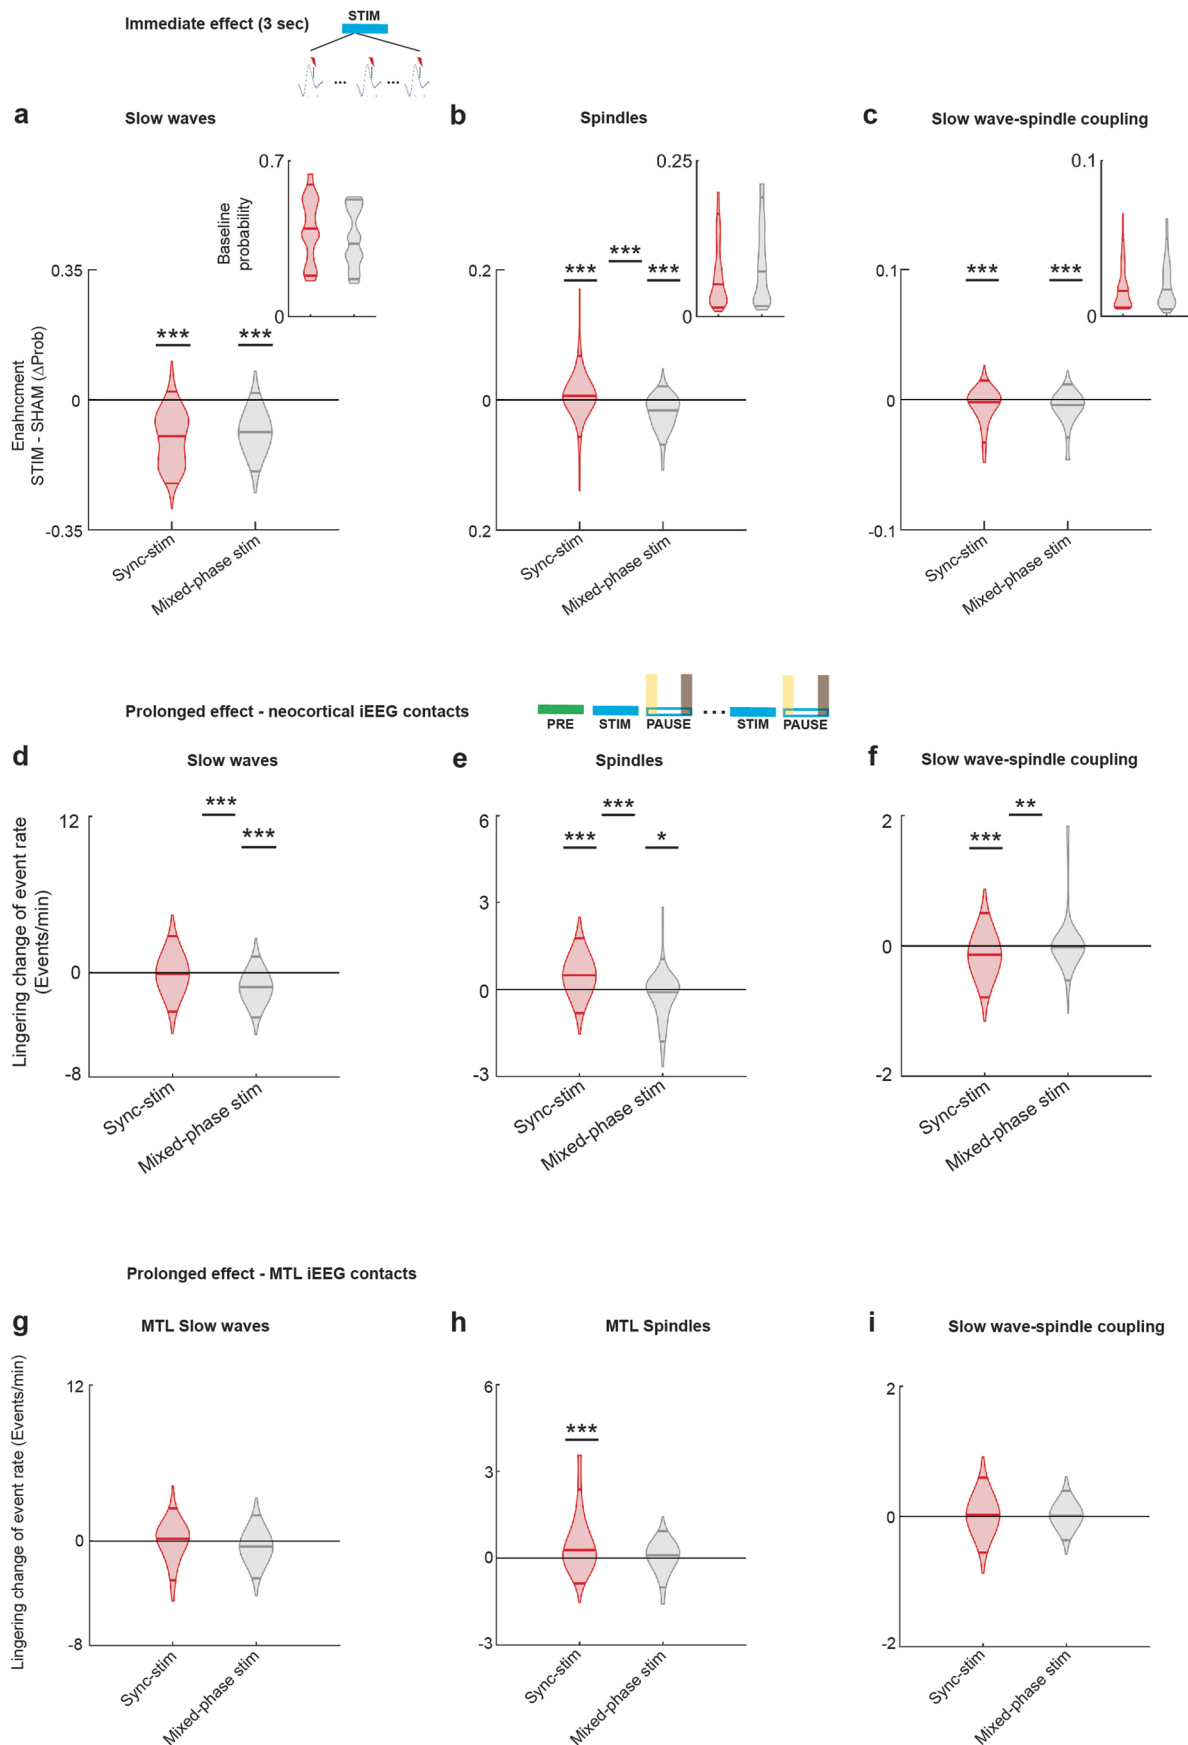 Immediate effect (3 sec)
STIM
... ...
a
Slow waves
b
Spindles
c
Slow wave-spindle coupling
0.7
Baseline
probability
0
0.25
0
0.1
0
Enahncment
STIM - SHAM (ΔProb)
0.35
0
-0.35
***
***
Sync-stim
Mixed-phase stim
0.2
0
0.2
***
***
***
Sync-stim
Mixed-phase stim
0.1
0
-0.1
***
***
Sync-stim
Mixed-phase stim
Prolonged effect - neocortical iEEG contacts
PRE
STIM
PAUSE
...
STIM
PAUSE
d
Slow waves
e
Spindles
f
Slow wave-spindle coupling
Lingering change of event rate
(Events/min)
12
0
-8
***
***
Sync-stim
Mixed-phase stim
6
3
0
-3
***
***
*
Sync-stim
Mixed-phase stim
2
0
-2
***
**
Sync-stim
Mixed-phase stim
Prolonged effect - MTL iEEG contacts
g
MTL Slow waves
h
MTL Spindles
i
Slow wave-spindle coupling
Lingering change of event rate (Events/min)
12
0
-8
Sync-stim
Mixed-phase stim
6
3
0
-3
***
Sync-stim
Mixed-phase stim
2
0
-2
Sync-stim
Mixed-phase stim